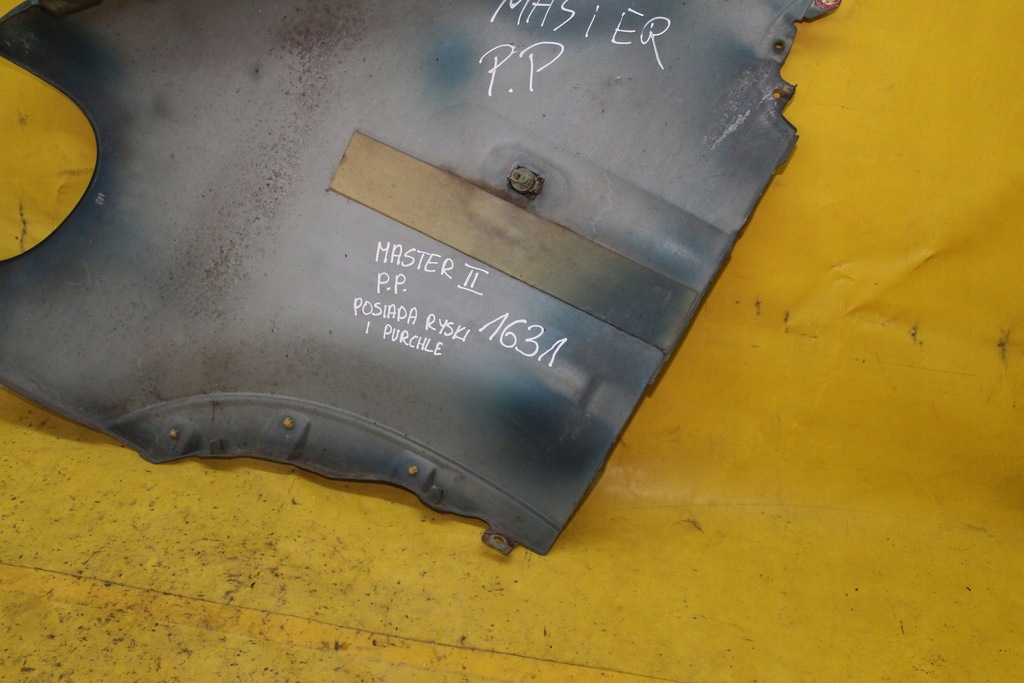 MASTER
P.P
MASTER II
P.P.
POSIADA RYSKI
I PURCHLE
1631